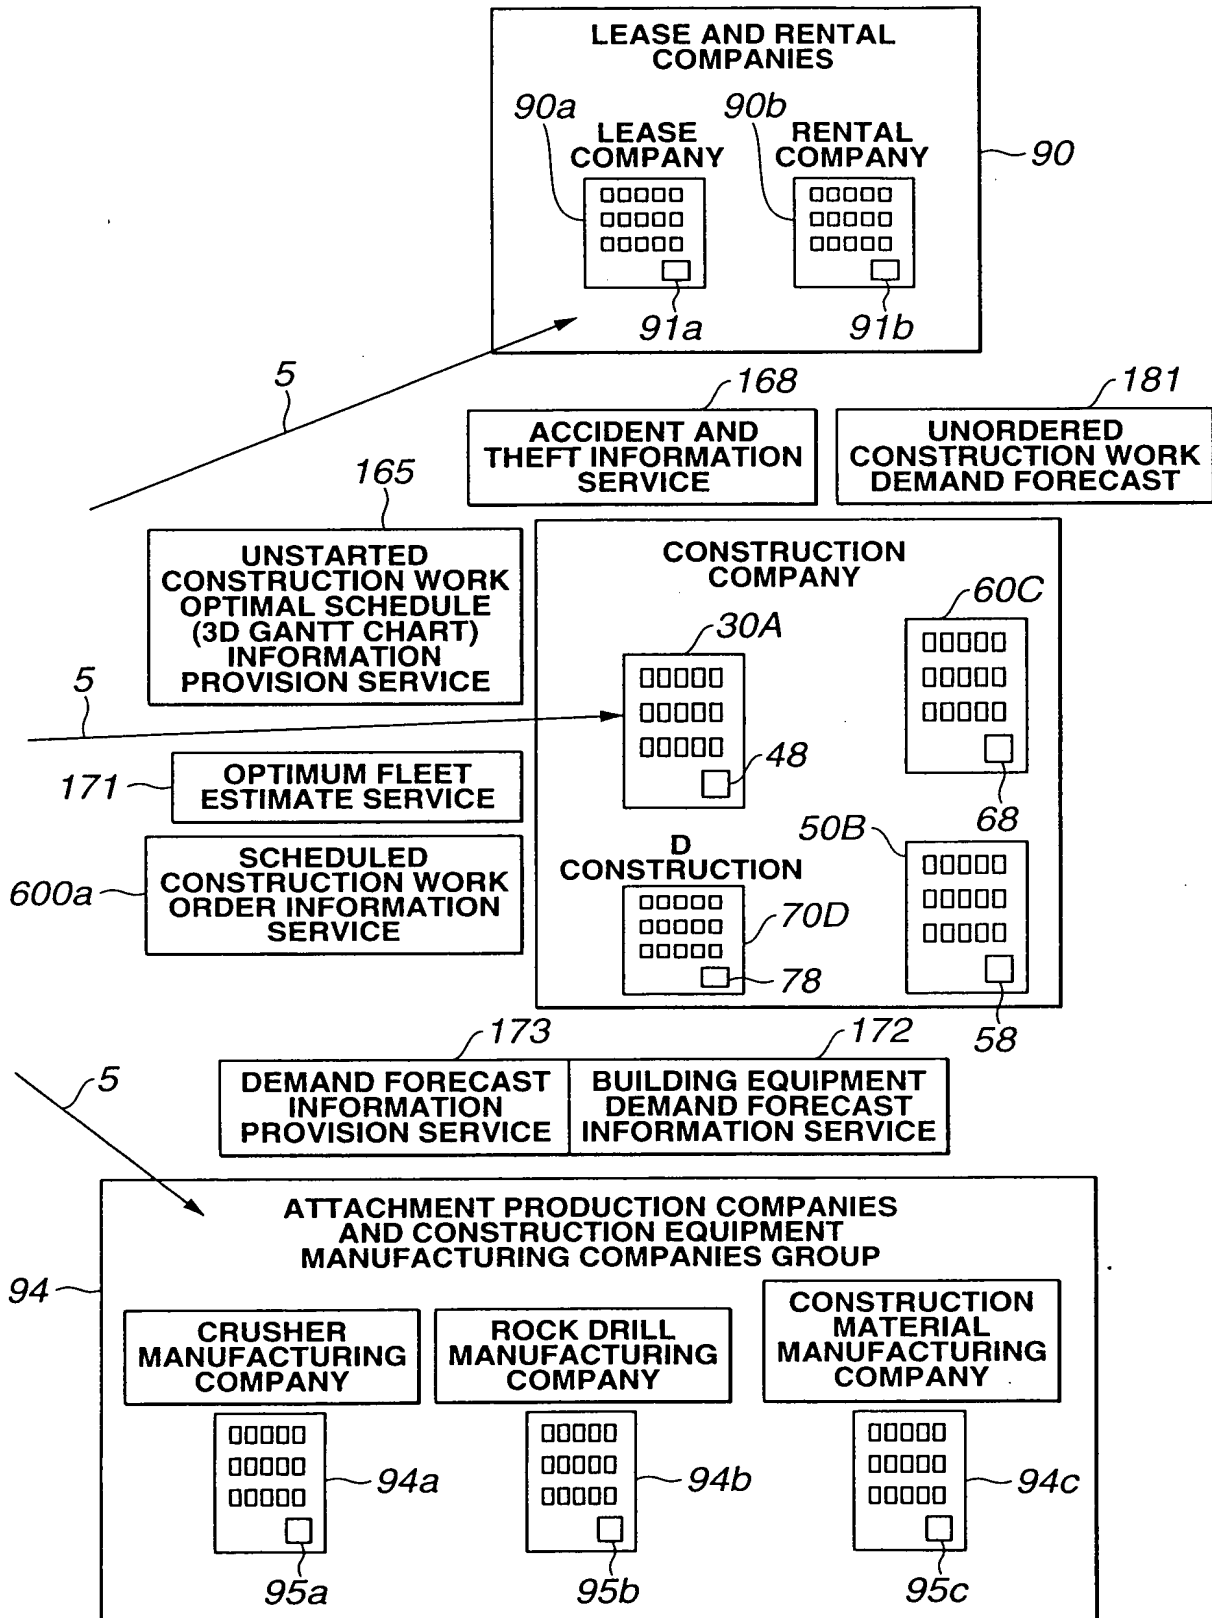 LEASE AND RENTAL
COMPANIES
90a
90b
LEASE
COMPANY
RENTAL
COMPANY
90
91a
91b
5
168
181
ACCIDENT AND
THEFT INFORMATION
SERVICE
UNORDERED
CONSTRUCTION WORK
DEMAND FORECAST
165
UNSTARTED
CONSTRUCTION WORK
OPTIMAL SCHEDULE
(3D GANTT CHART)
INFORMATION
PROVISION SERVICE
CONSTRUCTION
COMPANY
30A
60C
5
48
68
171
OPTIMUM FLEET
ESTIMATE SERVICE
600a
SCHEDULED
CONSTRUCTION WORK
ORDER INFORMATION
SERVICE
D
CONSTRUCTION
50B
70D
78
58
173
172
5
DEMAND FORECAST
INFORMATION
PROVISION SERVICE
BUILDING EQUIPMENT
DEMAND FORECAST
INFORMATION SERVICE
ATTACHMENT PRODUCTION COMPANIES
AND CONSTRUCTION EQUIPMENT
MANUFACTURING COMPANIES GROUP
94
CRUSHER
MANUFACTURING
COMPANY
ROCK DRILL
MANUFACTURING
COMPANY
CONSTRUCTION
MATERIAL
MANUFACTURING
COMPANY
94a
94b
94c
95a
95b
95c